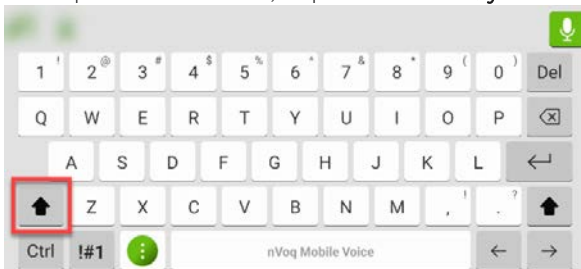 1 ! 2 @ 3 # 4 $ 5 % 6 ^ 7 & 8 * 9 ( 0 ) Del
Q W E R T Y U I O P
A S D F G H J K L
Z X C V B N M , ! . ?
Ctrl !#1 nVoq Mobile Voice ← →